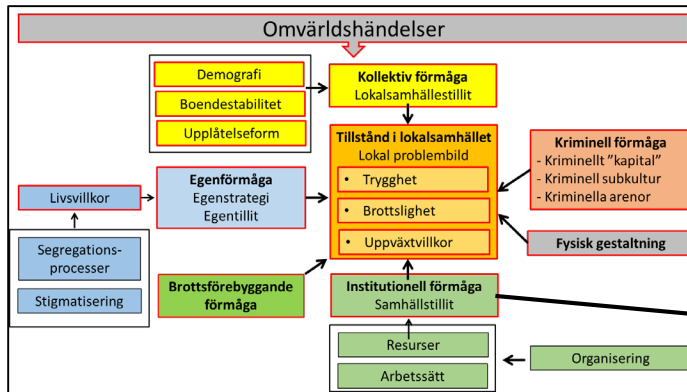 Omvärldshändelser
Demografi
Boendestabilitet
Upplåtelseform
Kollektiv förmåga
Lokalsamhällestillit
Tillstånd i lokalsamhället
Lokal problembild
• Trygghet
• Brottslighet
• Uppväxtvillkor
Kriminell förmåga
- Kriminellt ”kapital”
- Kriminell subkultur
- Kriminella arenor
Livsvillkor
Egenförmåga
Egenstrategi
Egentillit
Fysisk gestaltning
Segregations-
processer
Stigmatisering
Brottsförebyggande
förmåga
Institutionell förmåga
Samhällstillit
Resurser
Arbetssätt
Organisering